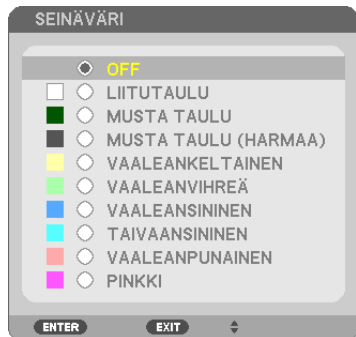 SEINÄVÄRI
OFF
LIITUTAULU
MUSTA TAULU
MUSTA TAULU (HARMAA)
VAALEANKELTAINEN
VAALEANVIHREÄ
VAALEANSININEN
TAIVAANSININEN
VAALEANPUNAINEN
PINKKI
ENTER EXIT